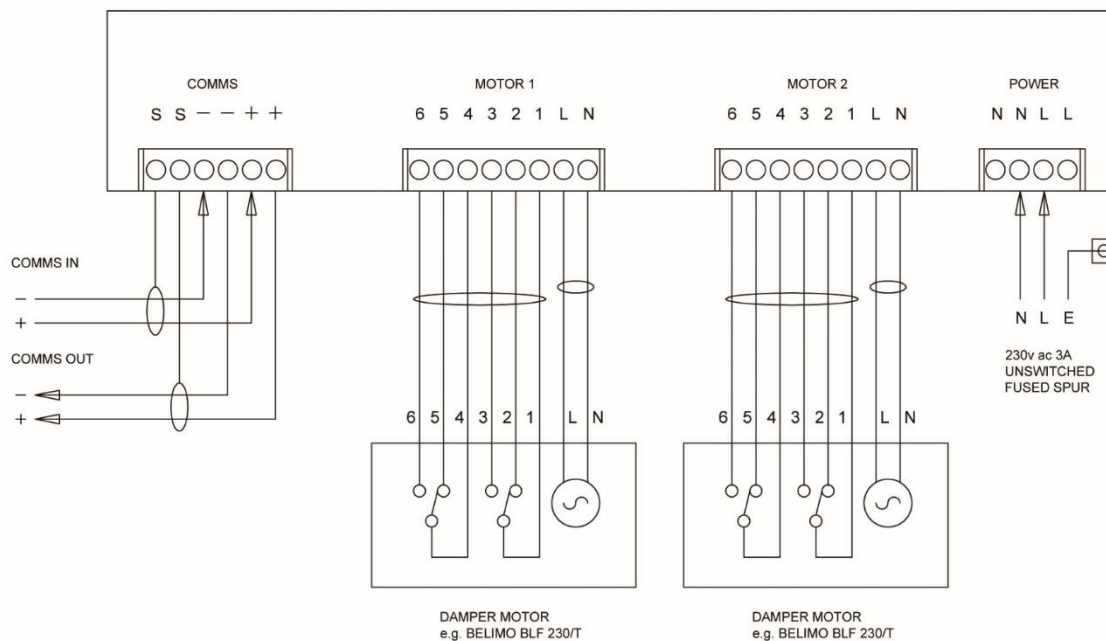 COMMS
S S − − + +
MOTOR 1
6 5 4 3 2 1 L N
MOTOR 2
6 5 4 3 2 1 L N
POWER
N N L L
COMMS IN
−
+
COMMS OUT
−
+
N L E
230v ac 3A
UNSWITCHED
FUSED SPUR
6 5 4 3 2 1 L N
6 5 4 3 2 1 L N
DAMPER MOTOR
e.g. BELIMO BLF 230/T
DAMPER MOTOR
e.g. BELIMO BLF 230/T